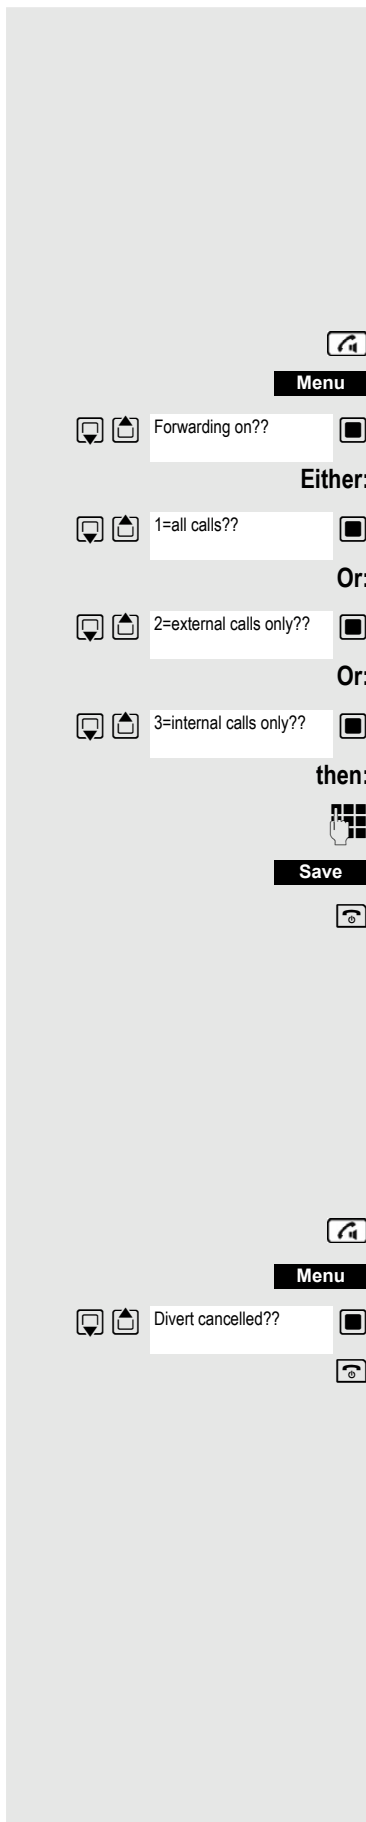 Menu
Forwarding on??
Either:
1=all calls??
Or:
2=external calls only??
Or:
3=internal calls only??
then:
Save
Menu
Divert cancelled??